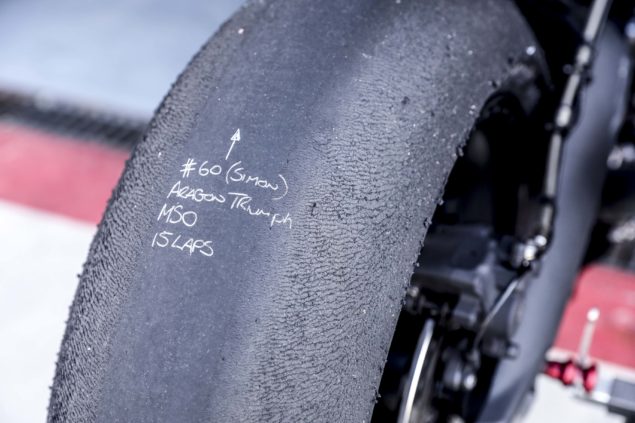 #60 (SIMON)
ARAGON TRIUMPH
MSO
15 LAPS